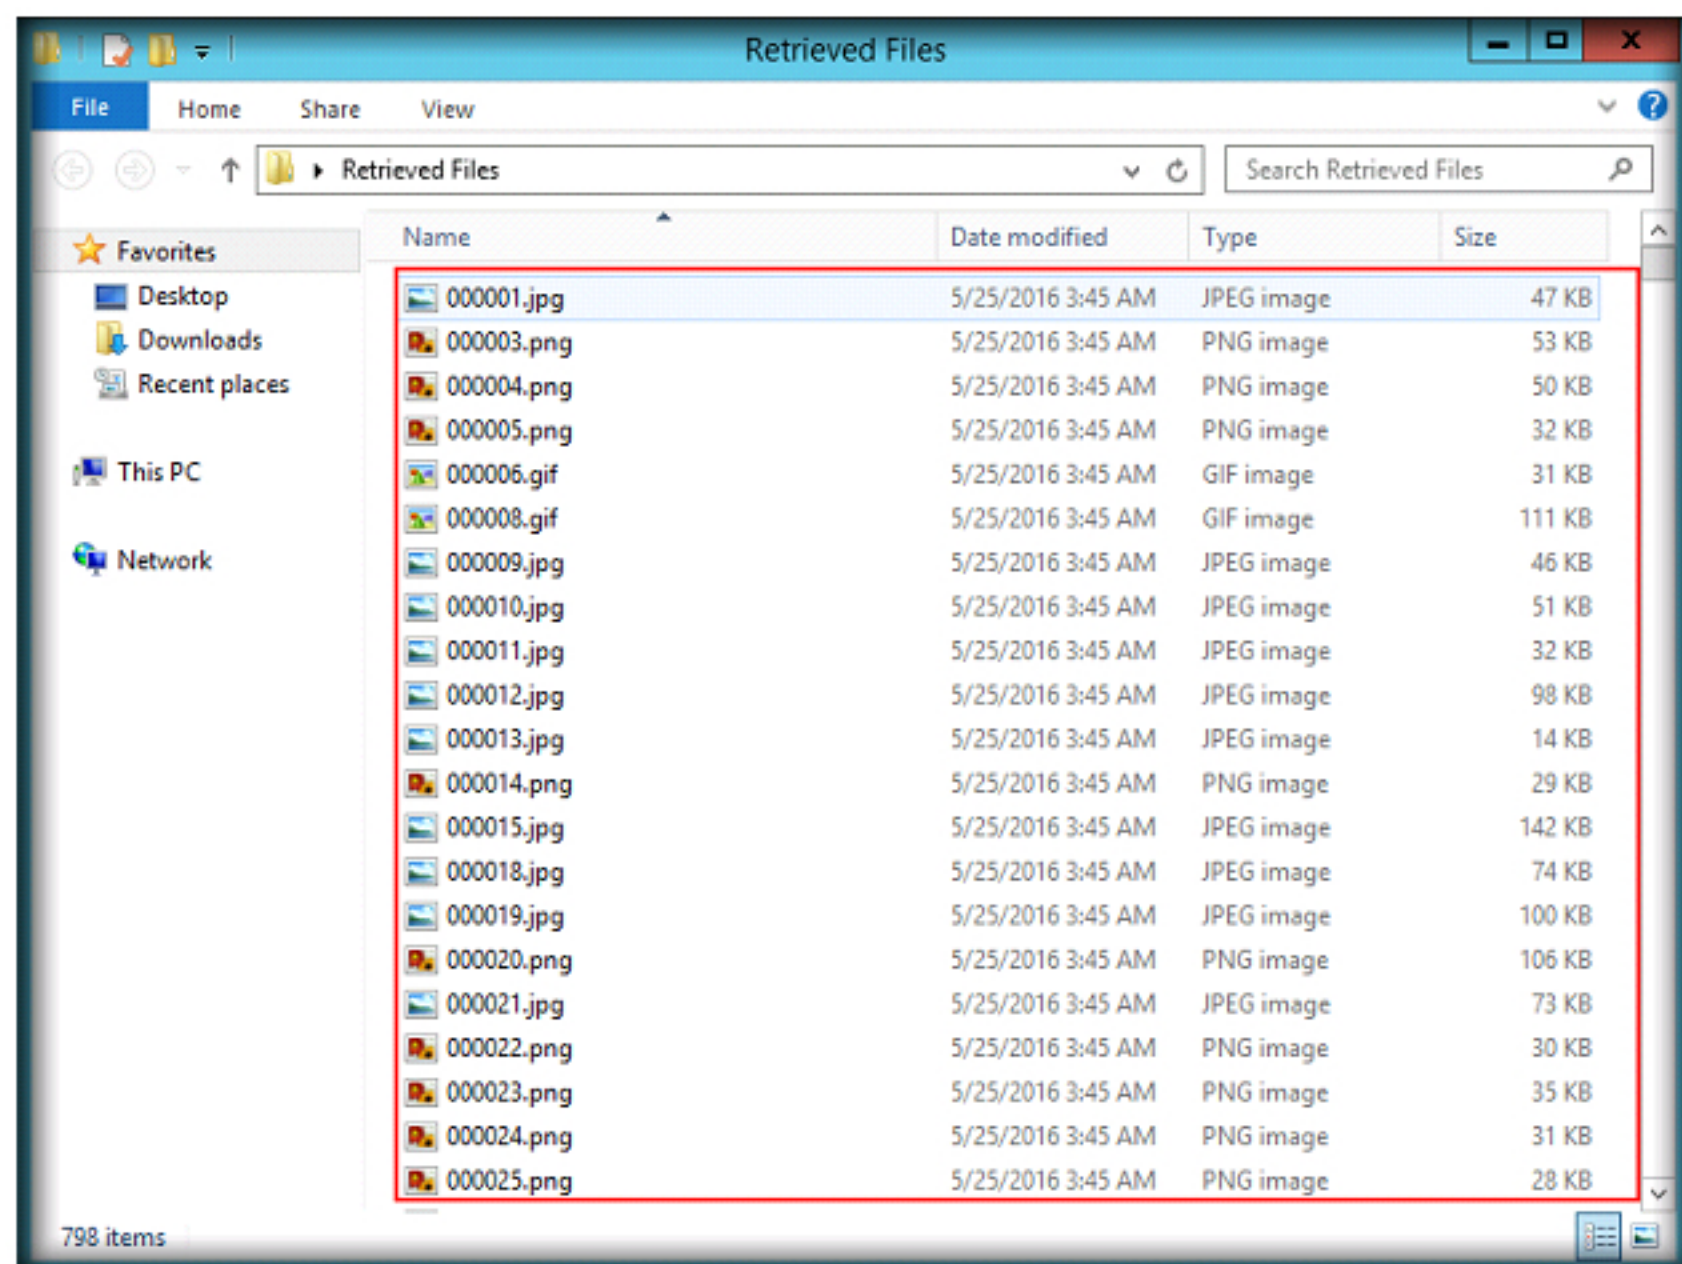 Retrieved Files
File Home Share View
Retrieved Files Search Retrieved Files
Name Date modified Type Size
Favorites
Desktop
Downloads
Recent places
This PC
Network
000001.jpg 5/25/2016 3:45 AM JPEG image 47 KB
000003.png 5/25/2016 3:45 AM PNG image 53 KB
000004.png 5/25/2016 3:45 AM PNG image 50 KB
000005.png 5/25/2016 3:45 AM PNG image 32 KB
000006.gif 5/25/2016 3:45 AM GIF image 31 KB
000008.gif 5/25/2016 3:45 AM GIF image 111 KB
000009.jpg 5/25/2016 3:45 AM JPEG image 46 KB
000010.jpg 5/25/2016 3:45 AM JPEG image 51 KB
000011.jpg 5/25/2016 3:45 AM JPEG image 32 KB
000012.jpg 5/25/2016 3:45 AM JPEG image 98 KB
000013.jpg 5/25/2016 3:45 AM JPEG image 14 KB
000014.png 5/25/2016 3:45 AM PNG image 29 KB
000015.jpg 5/25/2016 3:45 AM JPEG image 142 KB
000018.jpg 5/25/2016 3:45 AM JPEG image 74 KB
000019.jpg 5/25/2016 3:45 AM JPEG image 100 KB
000020.png 5/25/2016 3:45 AM PNG image 106 KB
000021.jpg 5/25/2016 3:45 AM JPEG image 73 KB
000022.png 5/25/2016 3:45 AM PNG image 30 KB
000023.png 5/25/2016 3:45 AM PNG image 35 KB
000024.png 5/25/2016 3:45 AM PNG image 31 KB
000025.png 5/25/2016 3:45 AM PNG image 28 KB
798 items